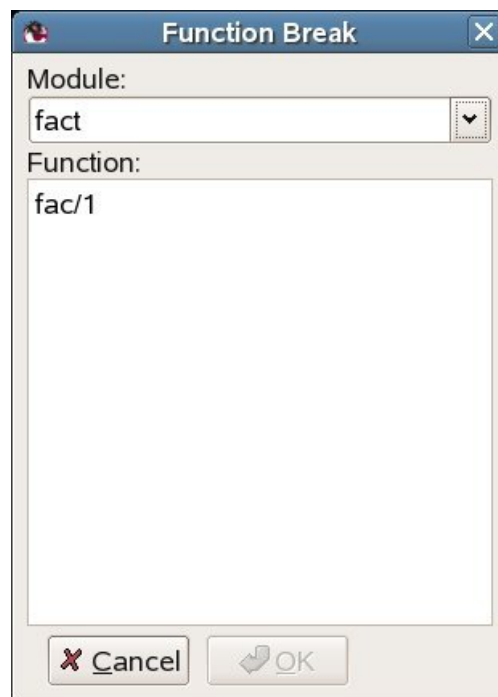 Function Break
Module:
fact
Function:
fac/1
Cancel
OK